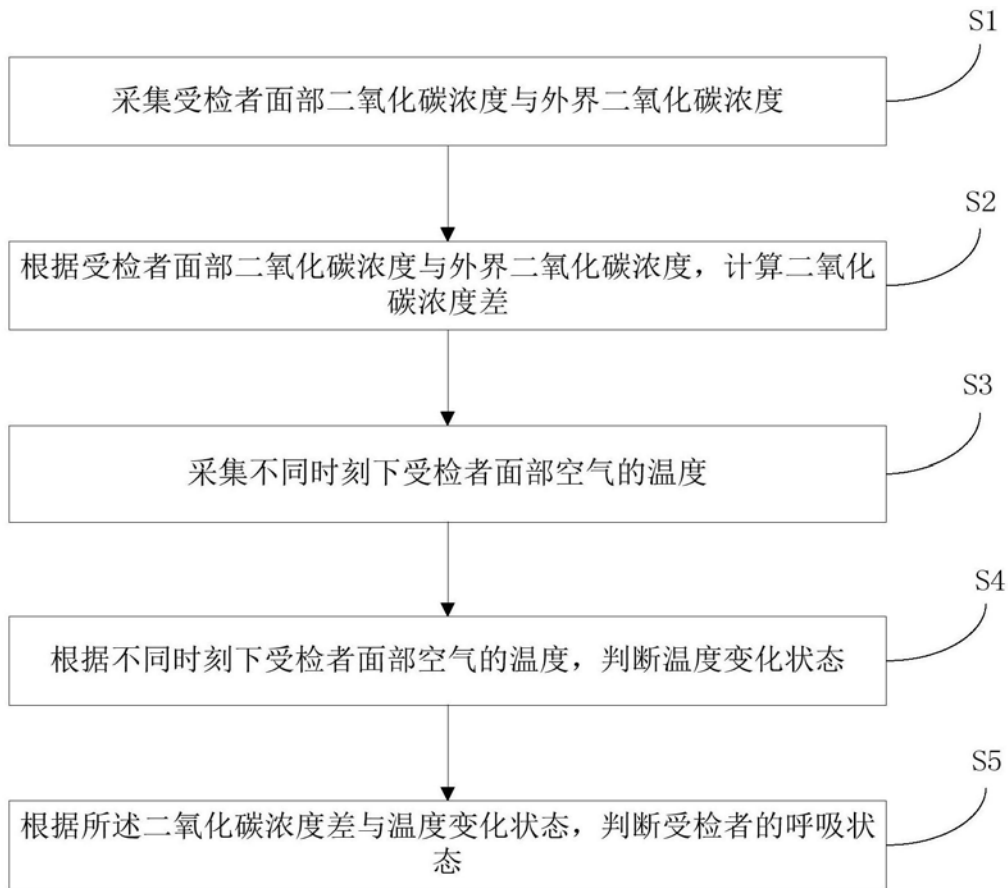 S1
采集受检者面部二氧化碳浓度与外界二氧化碳浓度
S2
根据受检者面部二氧化碳浓度与外界二氧化碳浓度，计算二氧化
碳浓度差
S3
采集不同时刻下受检者面部空气的温度
S4
根据不同时刻下受检者面部空气的温度，判断温度变化状态
S5
根据所述二氧化碳浓度差与温度变化状态，判断受检者的呼吸状
态